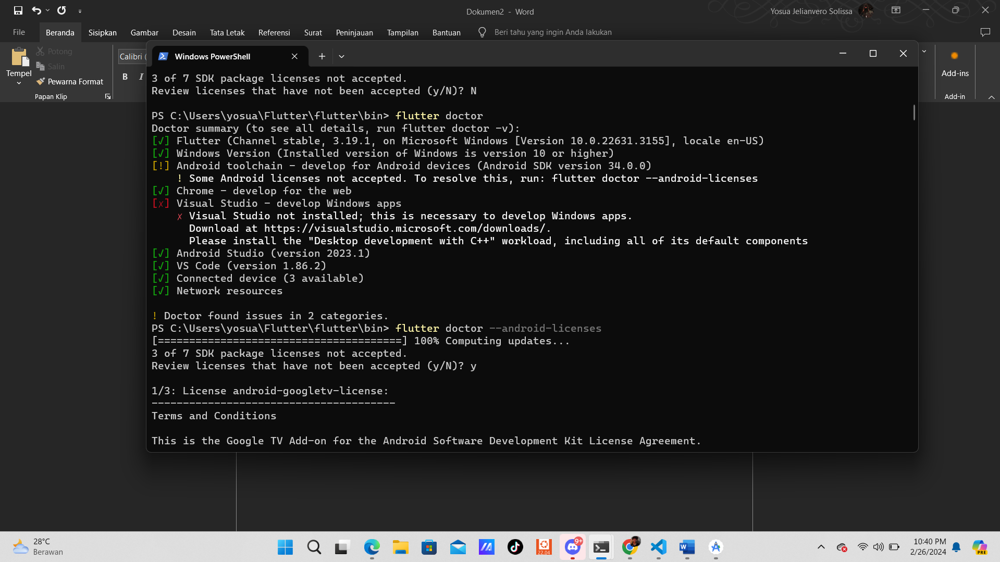 Dokumen2 - Word
Yosua Jelianvero Solissa
File
Beranda
Sisipkan
Gambar
Desain
Tata Letak
Referensi
Surat
Peninjauan
Tampilan
Bantuan
Beri tahu yang ingin Anda lakukan
Tempel
Potong
Salin
Pewarna Format
Papan Klip
Calibri (
B I
Add-ins
Add-in
Windows PowerShell
3 of 7 SDK package licenses not accepted.
Review licenses that have not been accepted (y/N)? N
PS C:\Users\yosua\Flutter\flutter\bin> flutter doctor
Doctor summary (to see all details, run flutter doctor -v):
[√] Flutter (Channel stable, 3.19.1, on Microsoft Windows [Version 10.0.22631.3155], locale en-US)
[√] Windows Version (Installed version of Windows is version 10 or higher)
[!] Android toolchain - develop for Android devices (Android SDK version 34.0.0)
! Some Android licenses not accepted. To resolve this, run: flutter doctor --android-licenses
[√] Chrome - develop for the web
[✗] Visual Studio - develop Windows apps
✗ Visual Studio not installed; this is necessary to develop Windows apps.
Download at https://visualstudio.microsoft.com/downloads/.
Please install the "Desktop development with C++" workload, including all of its default components
[√] Android Studio (version 2023.1)
[√] VS Code (version 1.86.2)
[√] Connected device (3 available)
[√] Network resources
! Doctor found issues in 2 categories.
PS C:\Users\yosua\Flutter\flutter\bin> flutter doctor --android-licenses
[=======================================] 100% Computing updates...
3 of 7 SDK package licenses not accepted.
Review licenses that have not been accepted (y/N)? y
1/3: License android-googletv-license:
---------------------------------------
Terms and Conditions
This is the Google TV Add-on for the Android Software Development Kit License Agreement.
28°C
Berawan
22.04
9+
W
10:40 PM
2/26/2024
PRE